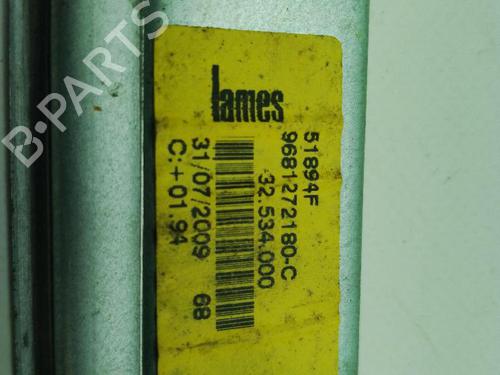 lames
51894F
9681272180-C
32.534.000
31/07/2009 68
C:+01.94
B-PARTS